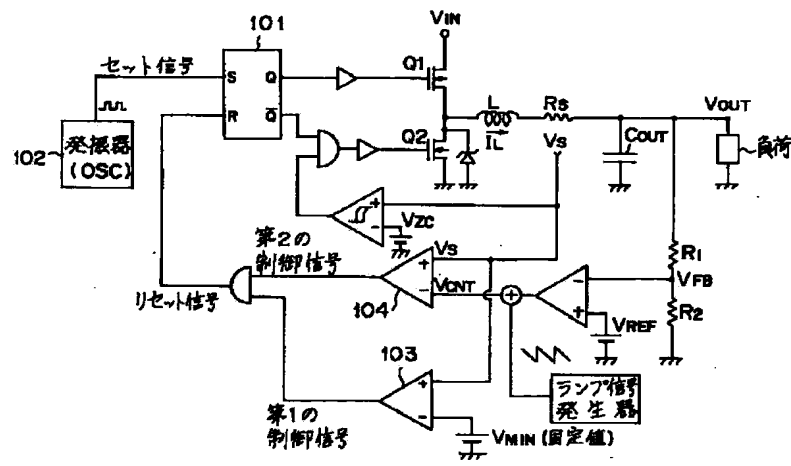 VIN
101
セット信号
S
Q
R
Q
Q1
102
発振器
(OSC)
Q2
L
IL
RS
VS
COUT
VOUT
負荷
+
-
VZC
第2の
制御信号
リセット信号
VS
+
VCNT
-
104
+
-
+
VREF
R1
VFB
R2
103
+
-
第1の
制御信号
VMIN (固定値)
ランプ信号
発生器